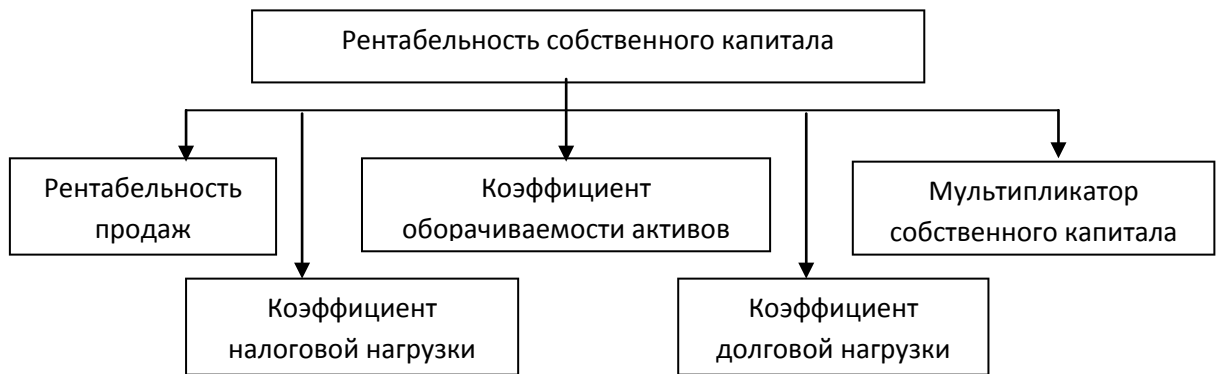 Рентабельность собственного капитала
Рентабельность
продаж
Коэффициент
оборачиваемости активов
Мультипликатор
собственного капитала
Коэффициент
налоговой нагрузки
Коэффициент
долговой нагрузки